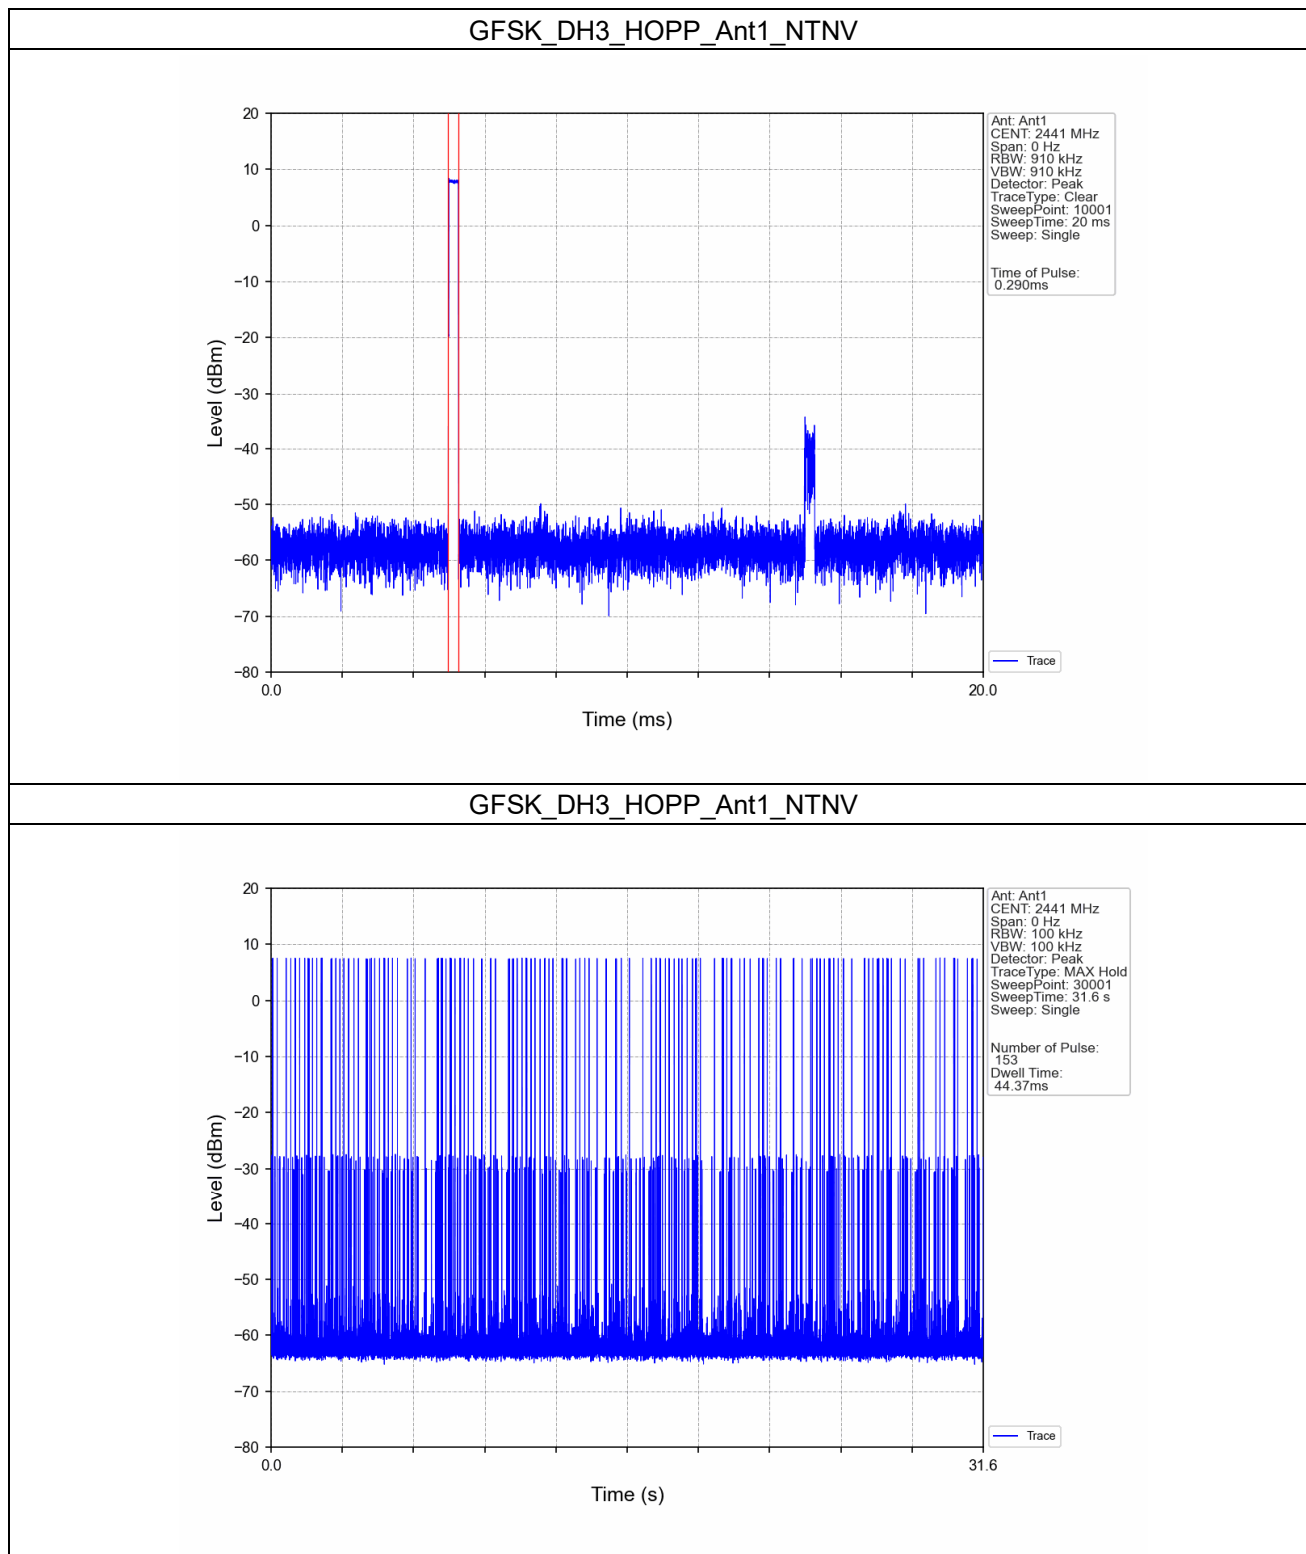 GFSK_DH3_HOPP_Ant1_NTNV
20
10
0
−10
−20
−30
−40
−50
−60
−70
−80
Level (dBm)
0.0
20.0
Time (ms)
Ant: Ant1
CENT: 2441 MHz
Span: 0 Hz
RBW: 910 kHz
VBW: 910 kHz
Detector: Peak
TraceType: Clear
SweepPoint: 10001
SweepTime: 20 ms
Sweep: Single
Time of Pulse:
0.290ms
Trace
GFSK_DH3_HOPP_Ant1_NTNV
20
10
0
−10
−20
−30
−40
−50
−60
−70
−80
Level (dBm)
0.0
31.6
Time (s)
Ant: Ant1
CENT: 2441 MHz
Span: 0 Hz
RBW: 100 kHz
VBW: 100 kHz
Detector: Peak
TraceType: MAX Hold
SweepPoint: 30001
SweepTime: 31.6 s
Sweep: Single
Number of Pulse:
153
Dwell Time:
44.37ms
Trace